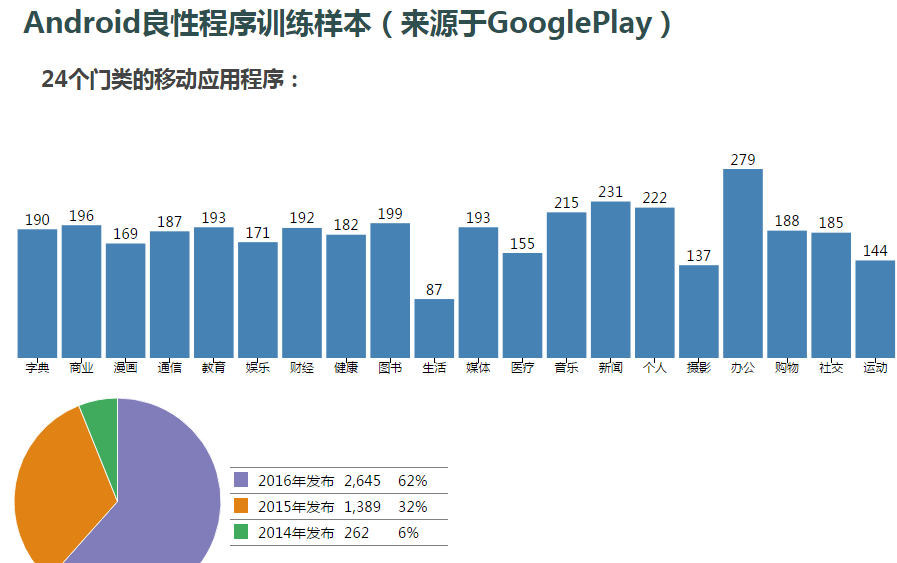 Android良性程序训练样本（来源于GooglePlay）
24个门类的移动应用程序：
190 196 169 187 193 171 192 182 199 87 193 155 215 231 222 137 279 188 185 144
字典 商业 漫画 通信 教育 娱乐 财经 健康 图书 生活 媒体 医疗 音乐 新闻 个人 摄影 办公 购物 社交 运动
2016年发布 2,645 62%
2015年发布 1,389 32%
2014年发布 262 6%